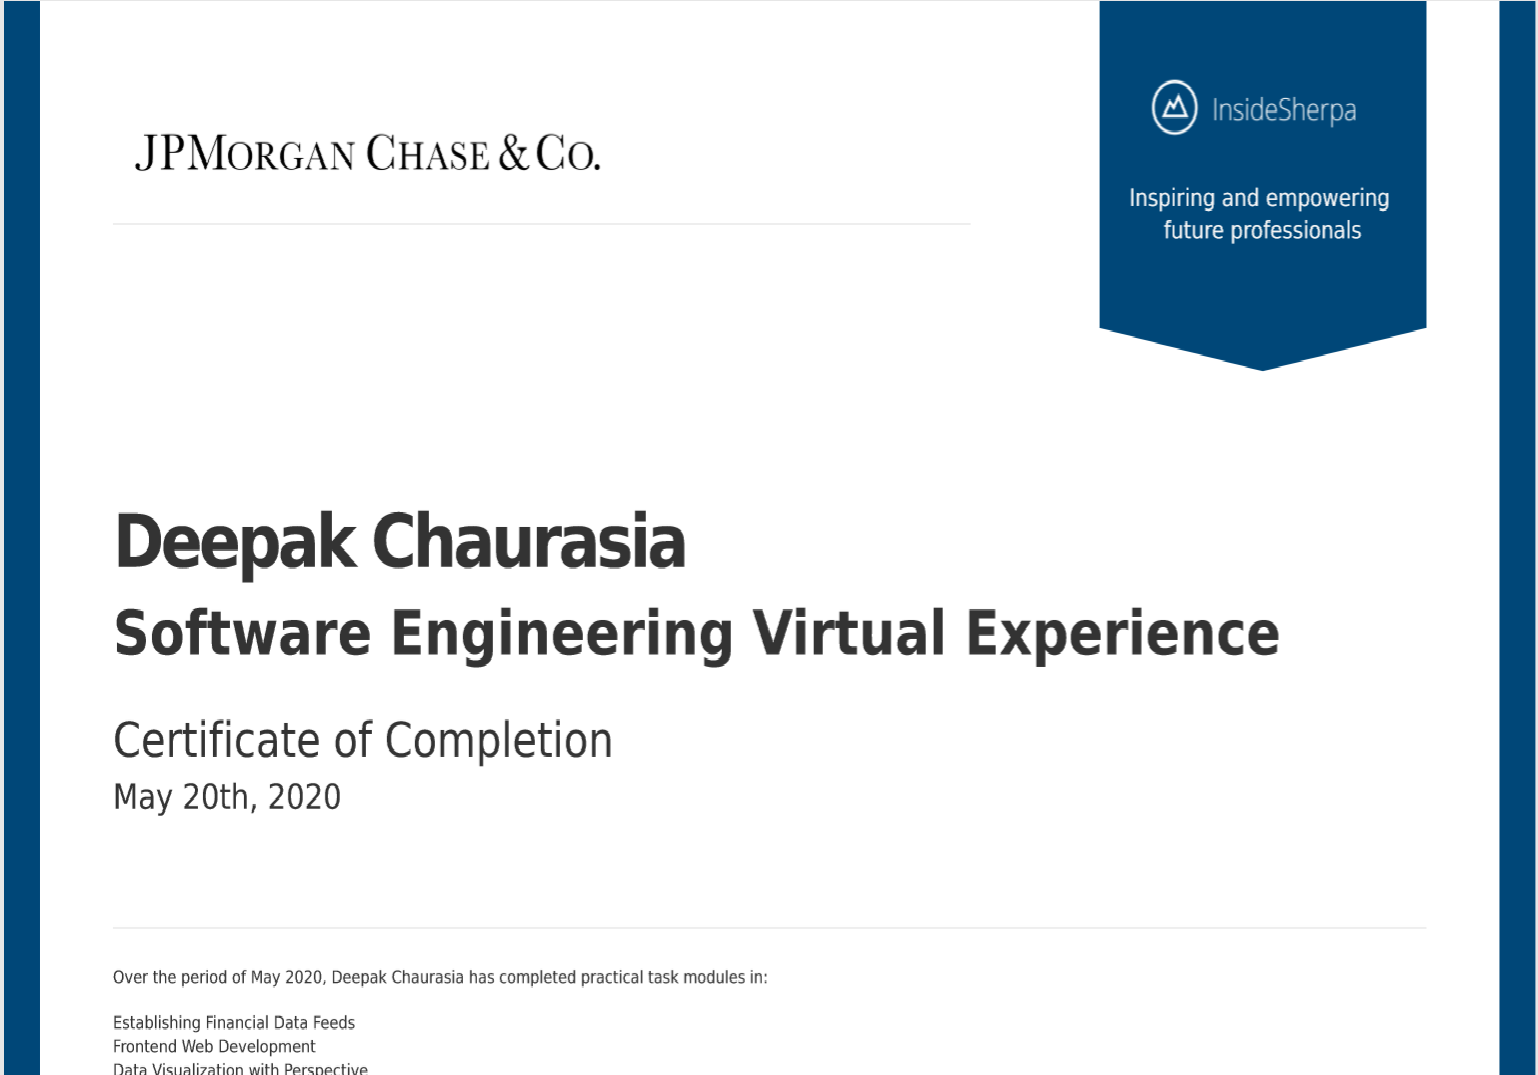 JPMORGAN CHASE & CO.
InsideSherpa
Inspiring and empowering
future professionals
Deepak Chaurasia
Software Engineering Virtual Experience
Certificate of Completion
May 20th, 2020
Over the period of May 2020, Deepak Chaurasia has completed practical task modules in:
Establishing Financial Data Feeds
Frontend Web Development
Data Visualization with Perspective